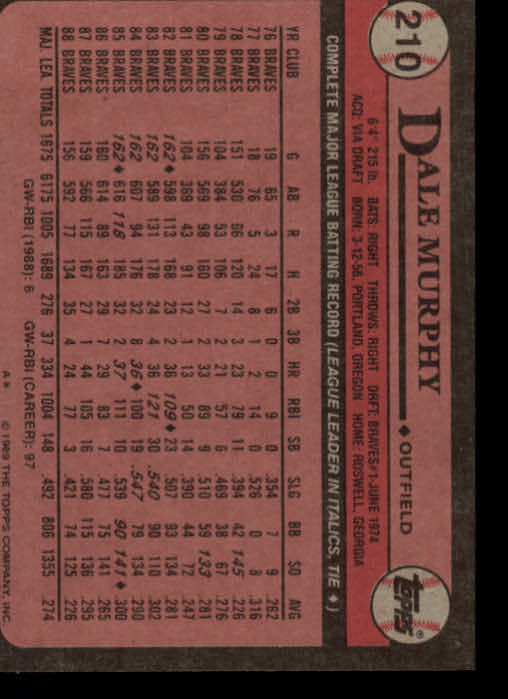 210
DALE MURPHY
◆ OUTFIELD
TOPPS®
6'4" 215 lb. BATS: RIGHT THROWS: RIGHT DRFT: BRAVES #1-JUNE 1974
ACQ: VIA DRAFT BORN: 3-12-56, PORTLAND, OREGON HOME: ROSWELL, GEORGIA
COMPLETE MAJOR LEAGUE BATTING RECORD (LEAGUE LEADER IN ITALICS, TIE ◆)
YR CLUB G AB R H 2B 3B HR RBI SB SLG BB SO AVG
76 BRAVES 19 65 3 17 6 0 0 9 0 .354 7 9 .262
77 BRAVES 18 76 5 24 8 1 2 14 0 .526 0 8 .316
78 BRAVES 151 530 66 120 14 3 23 79 11 .394 42 145 .226
79 BRAVES 104 384 53 106 7 2 21 57 6 .469 38 67 .276
80 BRAVES 156 569 98 160 27 2 33 89 9 .510 59 133 .281
81 BRAVES 104 369 43 91 12 1 13 50 14 .390 44 72 .247
82 BRAVES 162◆ 598 113 168 23 2 36 109◆ 23 .507 93 134 .281
83 BRAVES 162 589 131 178 24 4 36 121 30 .540 90 110 .302
84 BRAVES 162 607 94 176 32 8 36◆ 100 19 .547 79 134 .290
85 BRAVES 162◆ 616 118 185 32 2 37 111 10 .539 90 141◆ .300
86 BRAVES 160 614 89 163 29 7 29 83 7 .477 75 141 .265
87 BRAVES 159 566 115 167 27 1 44 105 16 .580 115 136 .295
88 BRAVES 156 592 77 134 35 4 24 77 3 .421 74 125 .226
MAJ. LEA. TOTALS 1675 6175 1005 1689 276 37 334 1004 148 .492 806 1355 .274
GW-RBI (1988): 6 GW-RBI (CAREER): 97
A* © 1989 THE TOPPS COMPANY, INC.